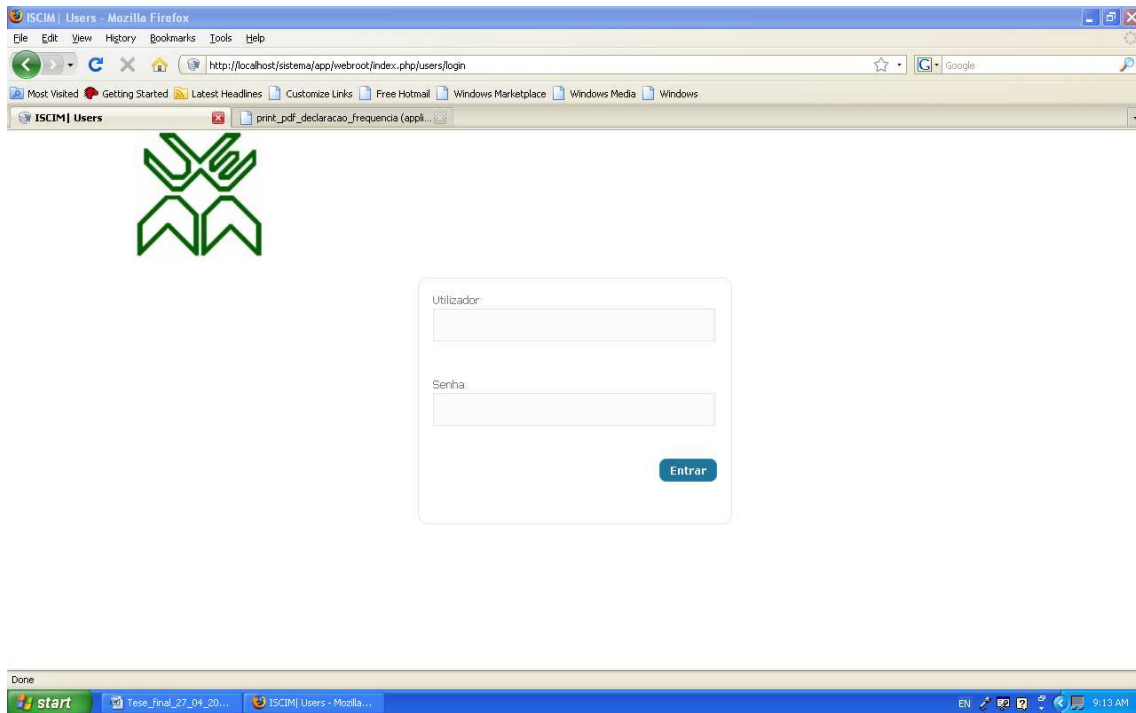 ISCIM | Users - Mozilla Firefox
File Edit View History Bookmarks Tools Help
http://localhost/sistema/app/webroot/index.php/users/login
G Google
Most Visited Getting Started Latest Headlines Customize Links Free Hotmail Windows Marketplace Windows Media Windows
ISCIM| Users print_pdf_declaracao_frequencia (appli...
Utilizador
Senha
Entrar
Done
start Tese_final_27_04_20... ISCIM| Users - Mozilla... EN 9:13 AM